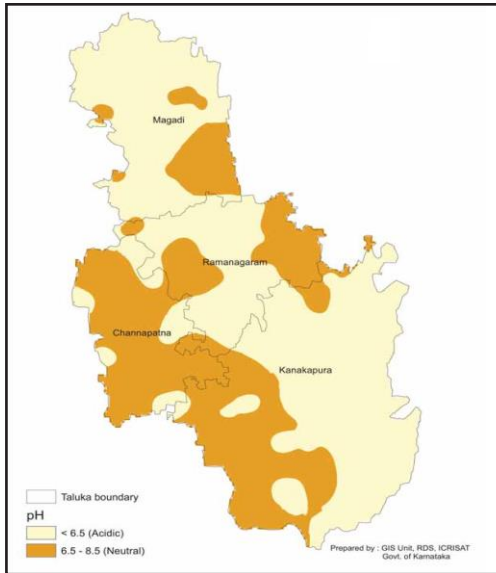 Magadi
Ramanagaram
Channapatna
Kanakapura
Taluka boundary
pH
< 6.5 (Acidic)
6.5 - 8.5 (Neutral)
Prepared by : GIS Unit, RDS, ICRISAT
Govt. of Karnataka